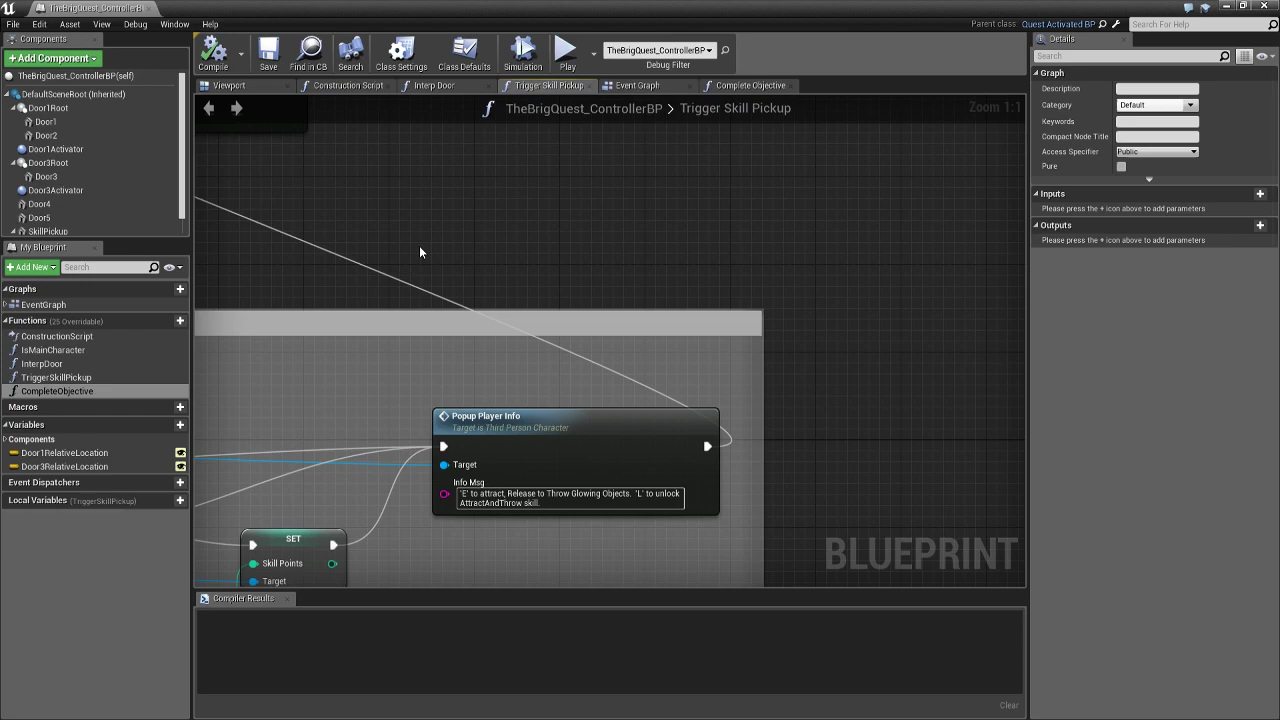 TheBrigQuest_ControllerBP
File Edit Asset View Debug Window Help
Parent class: Quest Activated BP
Search For Help
Components
Add Component
TheBrigQuest_ControllerBP(self)
DefaultSceneRoot (Inherited)
Door1Root
Door1
Door2
Door1Activator
Door3Root
Door3
Door3Activator
Door4
Door5
SkillPickup
My Blueprint
Add New Search
Graphs
EventGraph
Functions (25 Overridable)
ConstructionScript
IsMainCharacter
InterpDoor
TriggerSkillPickup
CompleteObjective
Macros
Variables
Components
Door1RelativeLocation
Door3RelativeLocation
Event Dispatchers
Local Variables (TriggerSkillPickup)
Compile Save Find in CB Search Class Settings Class Defaults Simulation Play
TheBrigQuest_ControllerBP
Debug Filter
Viewport Construction Script Interp Door Trigger Skill Pickup Event Graph Complete Objective
TheBrigQuest_ControllerBP > Trigger Skill Pickup
Zoom 1:1
Popup Player Info
Target is Third Person Character
Target
Info Msg
'E' to attract, Release to Throw Glowing Objects. 'L' to unlock
AttractAndThrow skill.
SET
Skill Points
Target
BLUEPRINT
Compiler Results
Clear
Details
Search
Graph
Description
Category Default
Keywords
Compact Node Title
Access Specifier Public
Pure
Inputs
Please press the + icon above to add parameters
Outputs
Please press the + icon above to add parameters